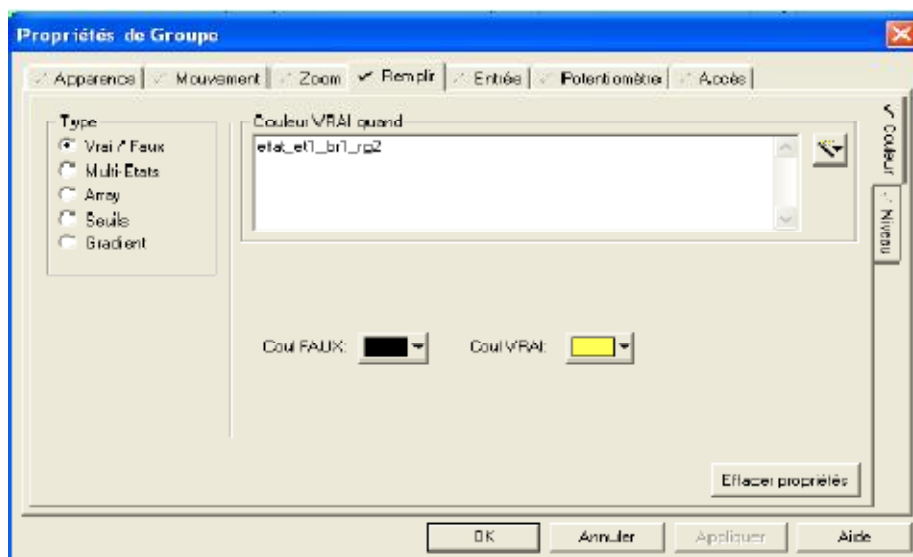 Propriétés de Groupe
Apparence Mouvement Zoom Remplir Entrée Potentiomètre Accès
Type
Vrai / Faux
Multi-Etats
Array
Seuils
Gradient
Couleur VRAI quand
etat_et1_br1_rg2
Couleur
Niveau
Coul FAUX:
Coul VRAI:
Effacer propriétés
OK Annuler Appliquer Aide